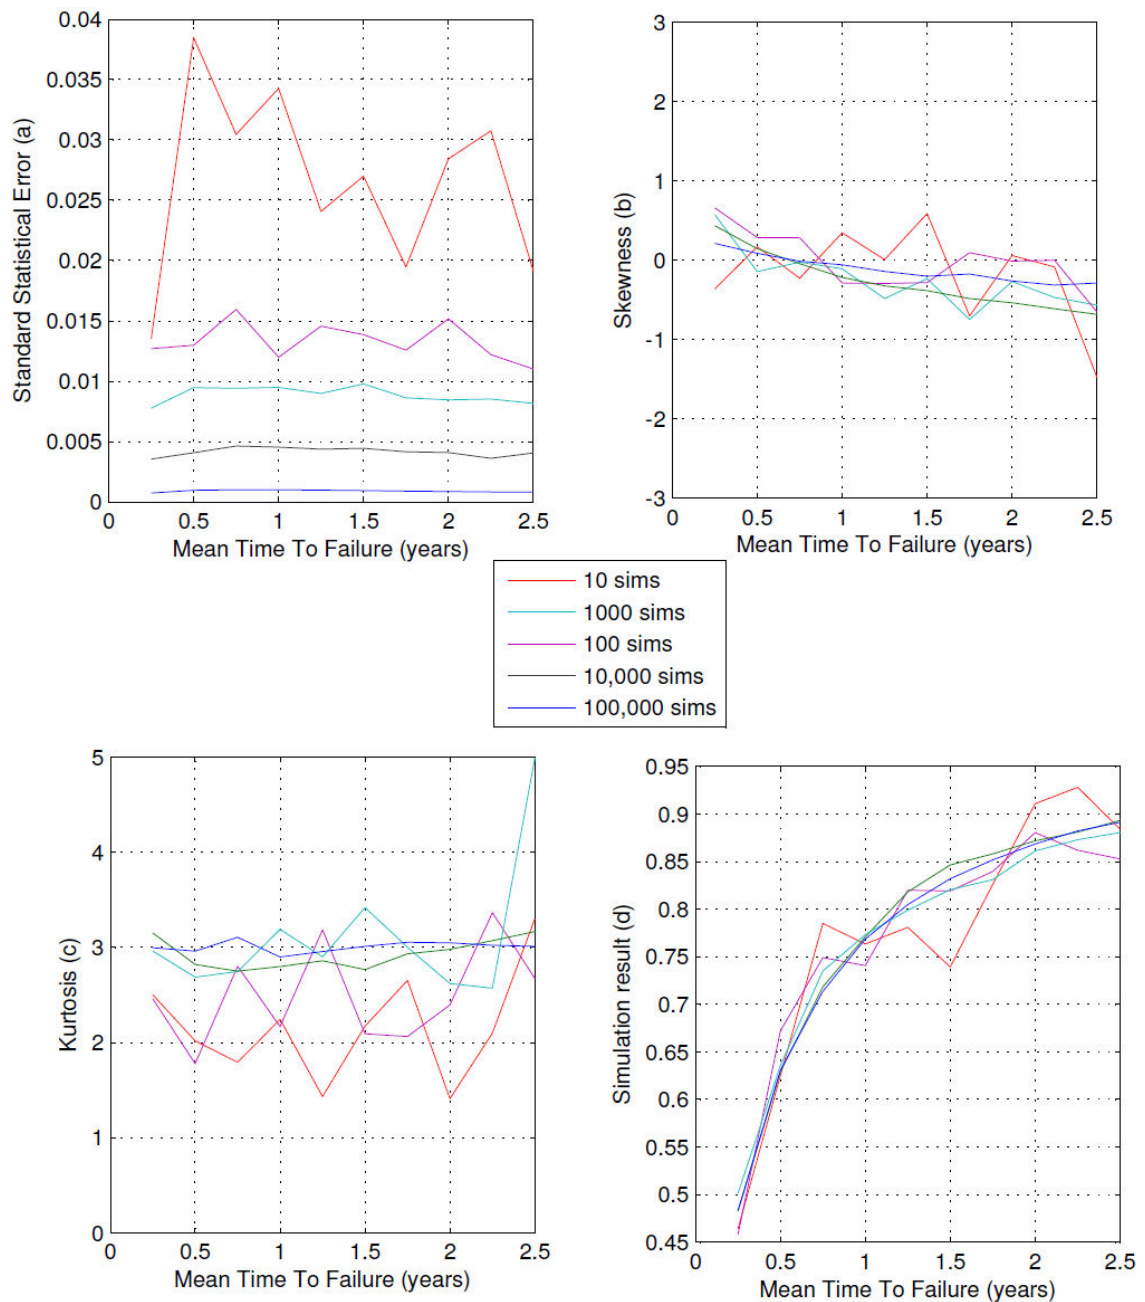 Standard Statistical Error (a)
0.04
0.035
0.03
0.025
0.02
0.015
0.01
0.005
0
0 0.5 1 1.5 2 2.5
Mean Time To Failure (years)
Skewness (b)
3
2
1
0
-1
-2
-3
0 0.5 1 1.5 2 2.5
Mean Time To Failure (years)
10 sims
1000 sims
100 sims
10,000 sims
100,000 sims
Kurtosis (c)
5
4
3
2
1
0
0 0.5 1 1.5 2 2.5
Mean Time To Failure (years)
Simulation result (d)
0.95
0.9
0.85
0.8
0.75
0.7
0.65
0.6
0.55
0.5
0.45
0 0.5 1 1.5 2 2.5
Mean Time To Failure (years)